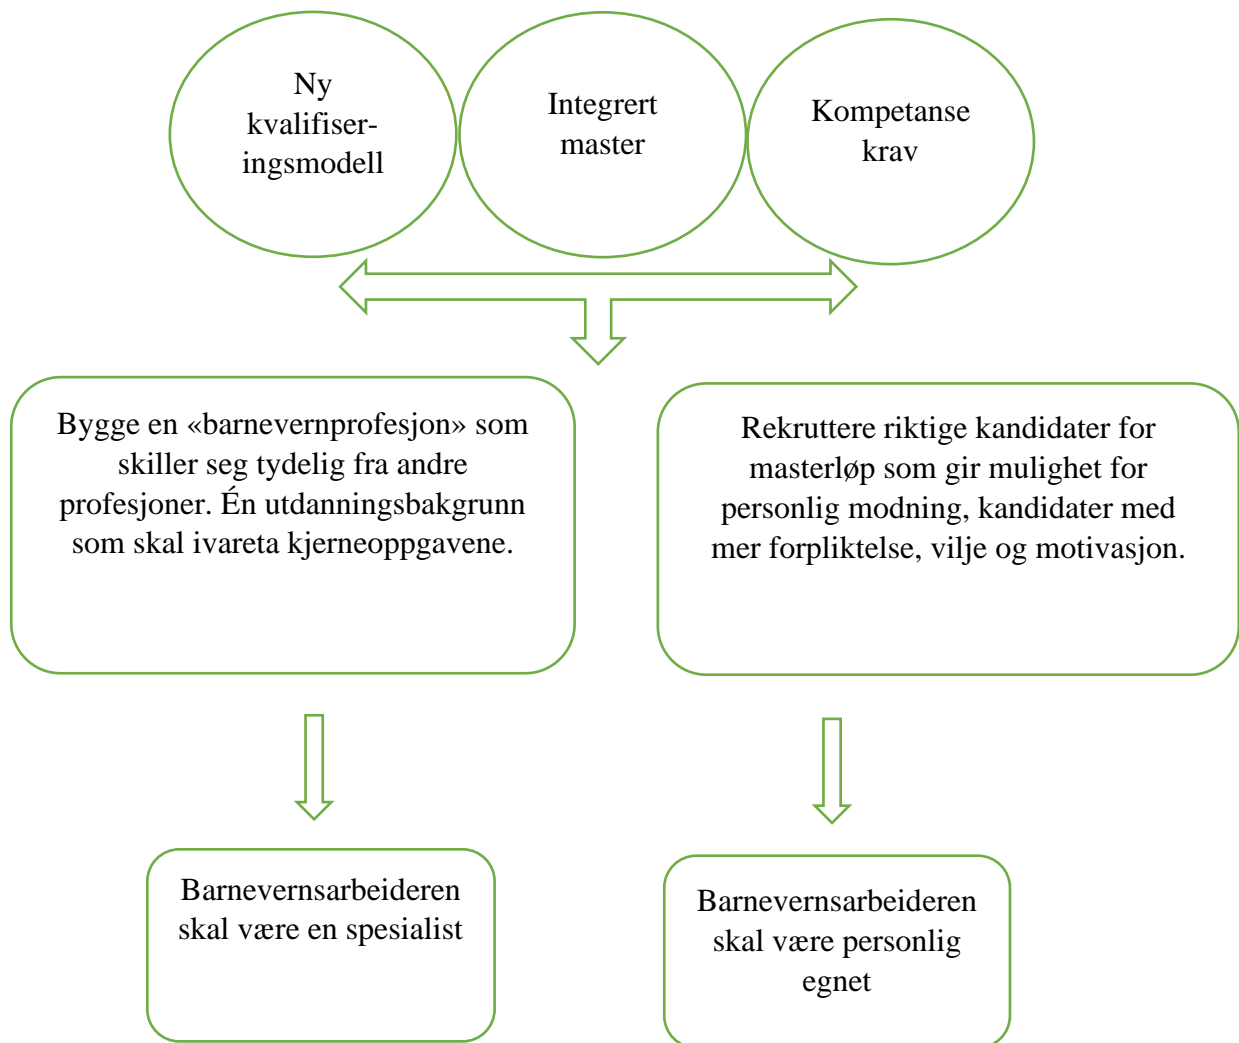 Ny
kvalifiser-
ingsmodell
Integrert
master
Kompetanse
krav
Bygge en «barnevernprofesjon» som
skiller seg tydelig fra andre
profesjoner. Én utdanningsbakgrunn
som skal ivareta kjerneoppgavene.
Rekruttere riktige kandidater for
masterløp som gir mulighet for
personlig modning, kandidater med
mer forpliktelse, vilje og motivasjon.
Barnevernsarbeideren
skal være en spesialist
Barnevernsarbeideren
skal være personlig
egnet